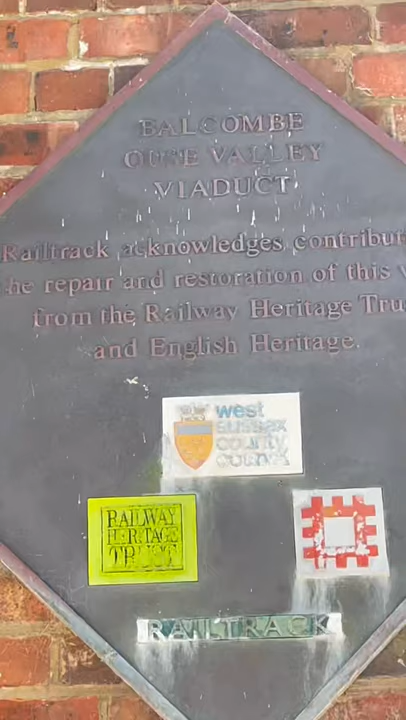 BALCOMBE
OUSE VALLEY
VIADUCT
Railtrack acknowledges contribut
he repair and restoration of this
from the Railway Heritage Tru
and English Heritage.
west
sussex
county
council
RAILWAY
HERITAGE
TRUST
RAILTRACK